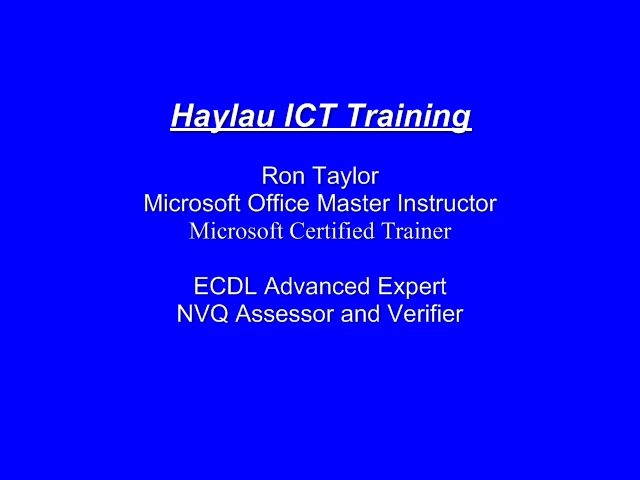 Haylau ICT Training
Ron Taylor
Microsoft Office Master Instructor
Microsoft Certified Trainer
ECDL Advanced Expert
NVQ Assessor and Verifier